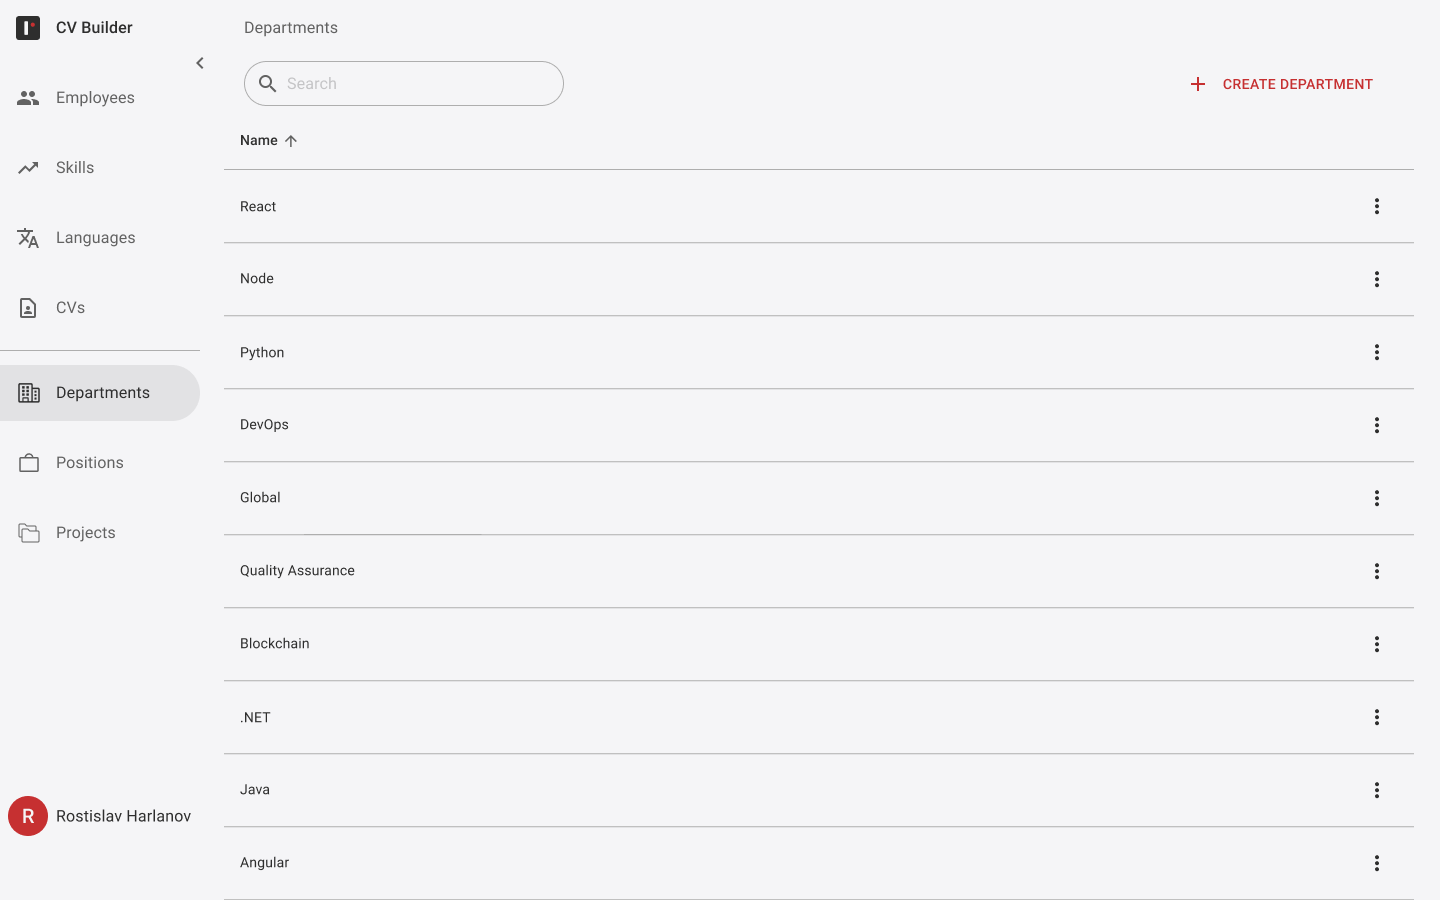 CV Builder
Employees
Skills
Languages
CVs
Departments
Positions
Projects
R
Rostislav Harlanov
Departments
Search
CREATE DEPARTMENT
Name
React
Node
Python
DevOps
Global
Quality Assurance
Blockchain
.NET
Java
Angular